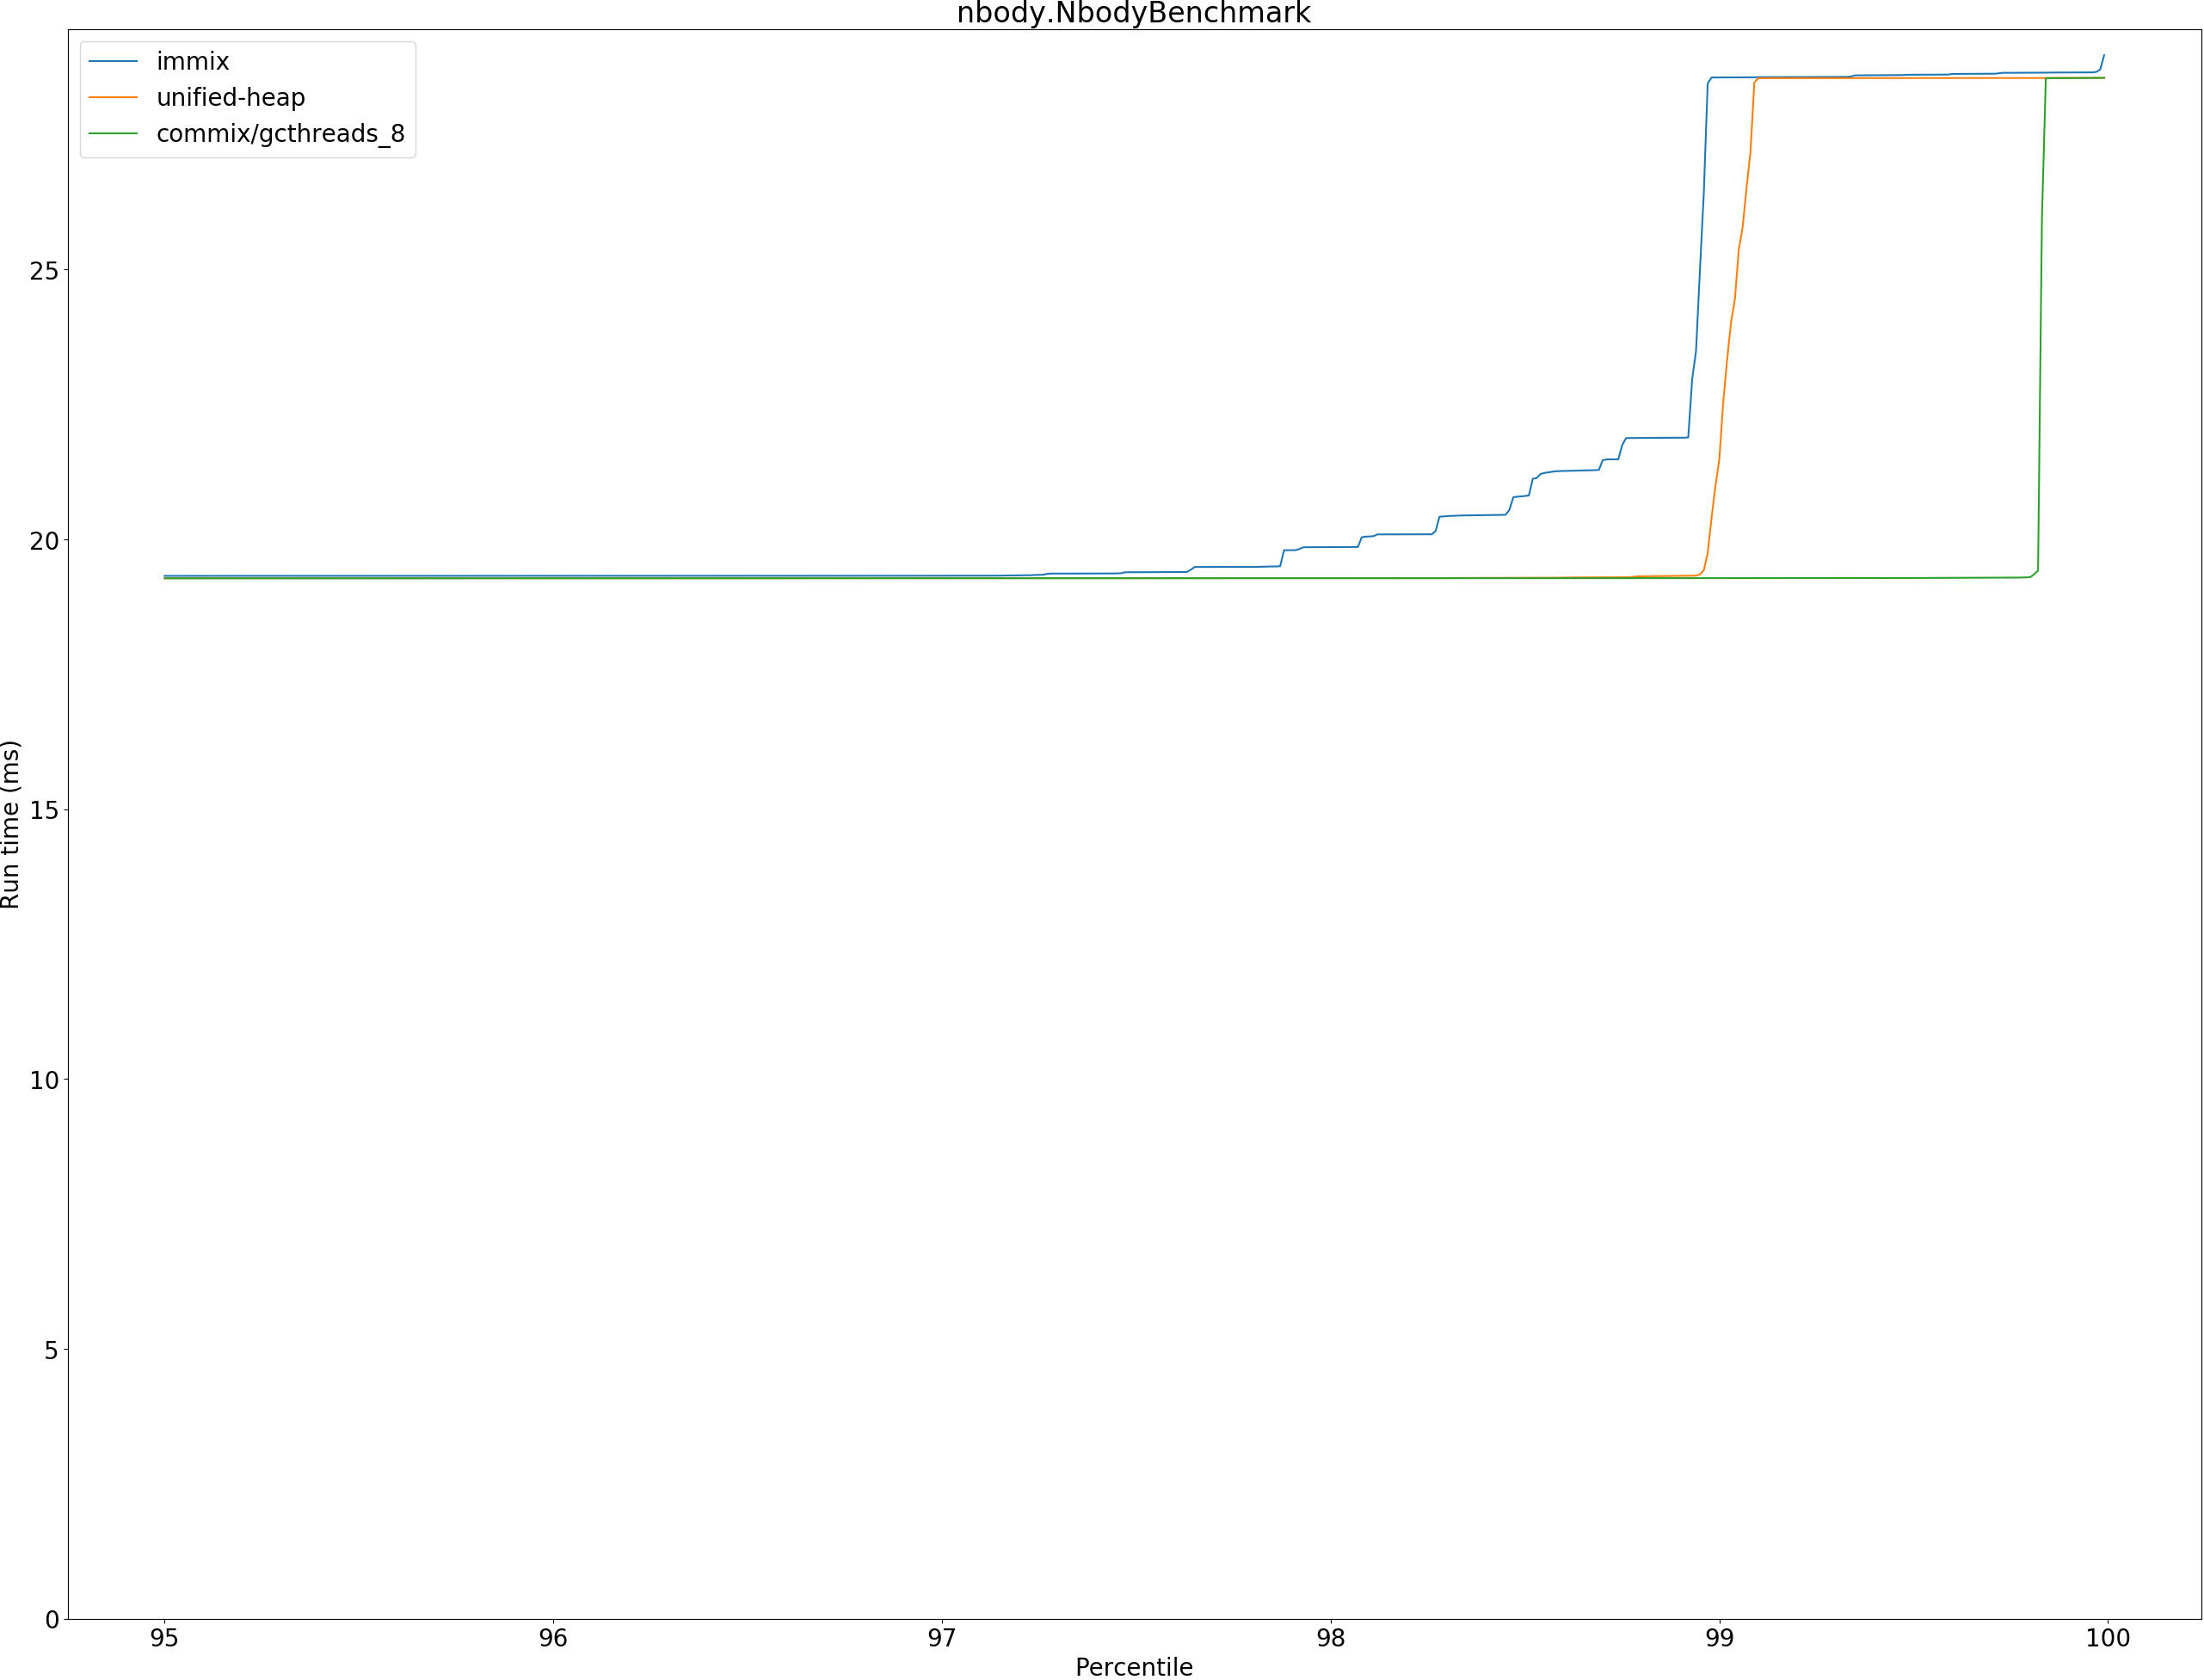 nbody.NbodyBenchmark
immix
unified-heap
commix/gcthreads_8
Run time (ms)
25
20
15
10
5
0
95 96 97 98 99 100
Percentile